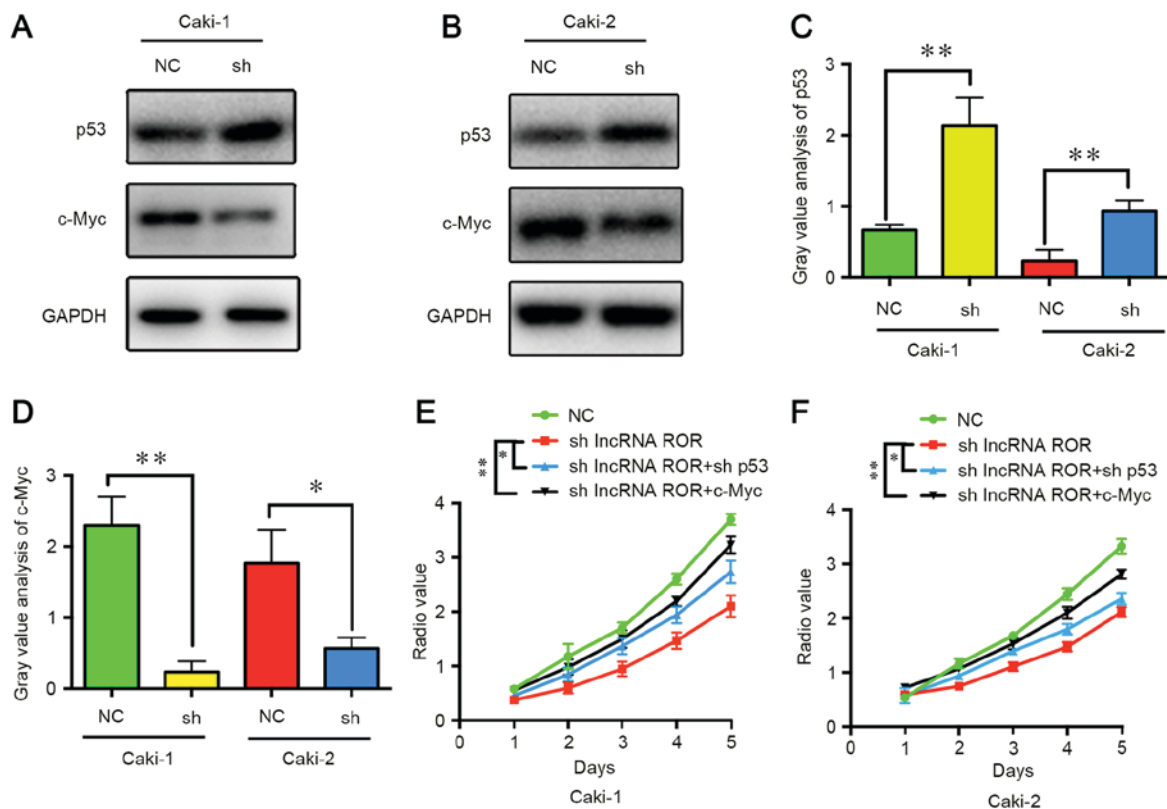 A
Caki-1
NC sh
p53
c-Myc
GAPDH
B
Caki-2
NC sh
p53
c-Myc
GAPDH
C
Gray value analysis of p53
3
2
1
0
** **
NC sh NC sh
Caki-1 Caki-2
D
Gray value analysis of c-Myc
3
2
1
0
** *
NC sh NC sh
Caki-1 Caki-2
E
NC
sh lncRNA ROR
sh lncRNA ROR+sh p53
sh lncRNA ROR+c-Myc
** *
Radio value
4
3
2
1
0
0 1 2 3 4 5
Days
Caki-1
F
NC
sh lncRNA ROR
sh lncRNA ROR+sh p53
sh lncRNA ROR+c-Myc
** *
Radio value
4
3
2
1
0
0 1 2 3 4 5
Days
Caki-2